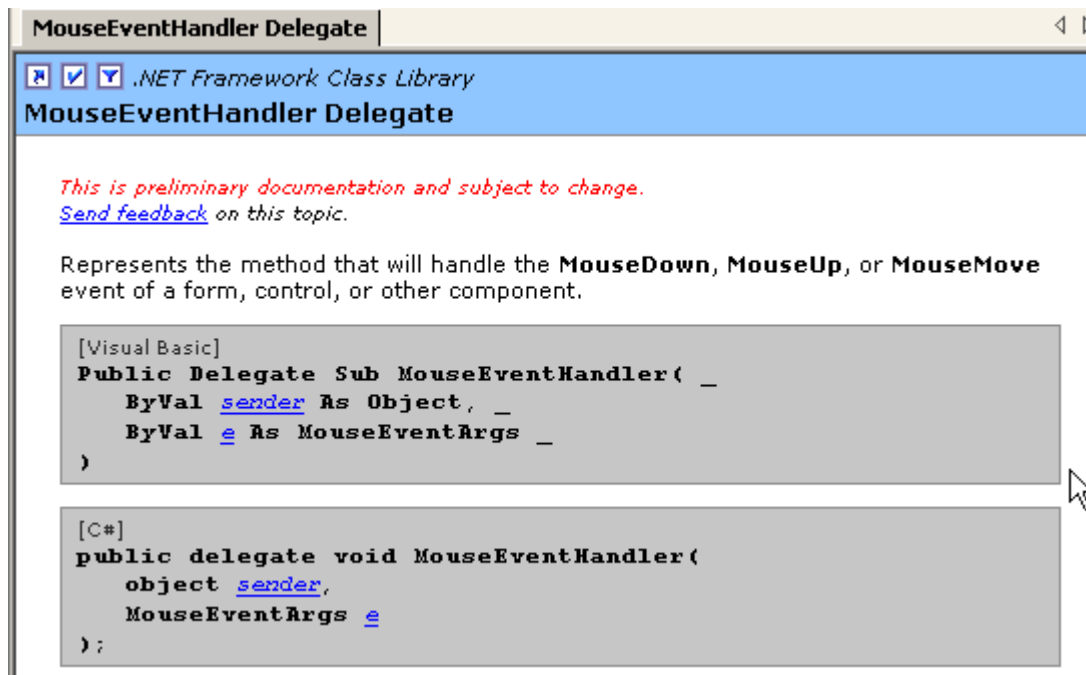 MouseEventHandler Delegate
.NET Framework Class Library
MouseEventHandler Delegate
This is preliminary documentation and subject to change.
Send feedback on this topic.
Represents the method that will handle the MouseDown, MouseUp, or MouseMove
event of a form, control, or other component.
[Visual Basic]
Public Delegate Sub MouseEventHandler( _
ByVal sender As Object, _
ByVal e As MouseEventArgs _
)
[C#]
public delegate void MouseEventHandler(
object sender,
MouseEventArgs e
);